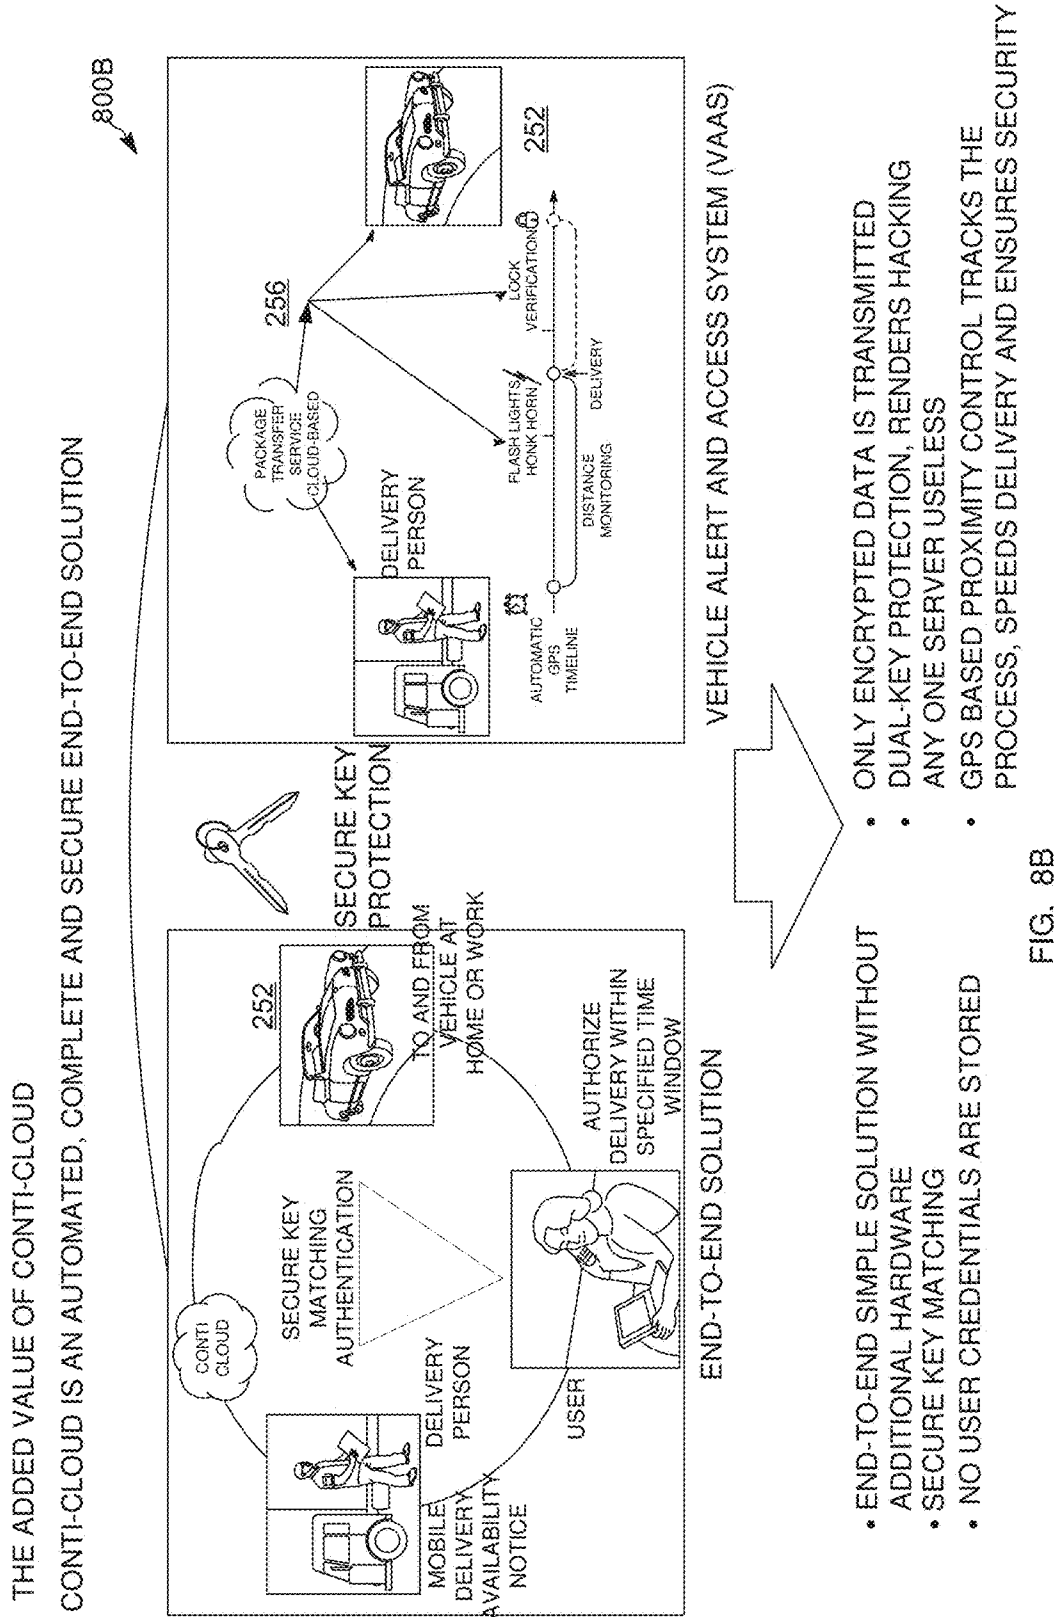 THE ADDED VALUE OF CONTI-CLOUD
CONTI-CLOUD IS AN AUTOMATED, COMPLETE AND SECURE END-TO-END SOLUTION
800B
CONTI
CLOUD
252
SECURE KEY
MATCHING
AUTHENTICATION
DELIVERY
PERSON
MOBILE
DELIVERY
AVAILABILITY
NOTICE
TO AND FROM
VEHICLE AT
HOME OR WORK
USER
AUTHORIZE
DELIVERY WITHIN
SPECIFIED TIME
WINDOW
END-TO-END SOLUTION
SECURE KEY
PROTECTION
PACKAGE
TRANSFER
SERVICE
CLOUD-BASED
256
DELIVERY
PERSON
AUTOMATIC
GPS
TIMELINE
FLASH LIGHTS/
HONK HORN
LOCK
VERIFICATION
252
DISTANCE
MONITORING
DELIVERY
VEHICLE ALERT AND ACCESS SYSTEM (VAAS)
• END-TO-END SIMPLE SOLUTION WITHOUT
ADDITIONAL HARDWARE
• SECURE KEY MATCHING
• NO USER CREDENTIALS ARE STORED
• ONLY ENCRYPTED DATA IS TRANSMITTED
• DUAL-KEY PROTECTION, RENDERS HACKING
ANY ONE SERVER USELESS
• GPS BASED PROXIMITY CONTROL TRACKS THE
PROCESS, SPEEDS DELIVERY AND ENSURES SECURITY
FIG. 8B